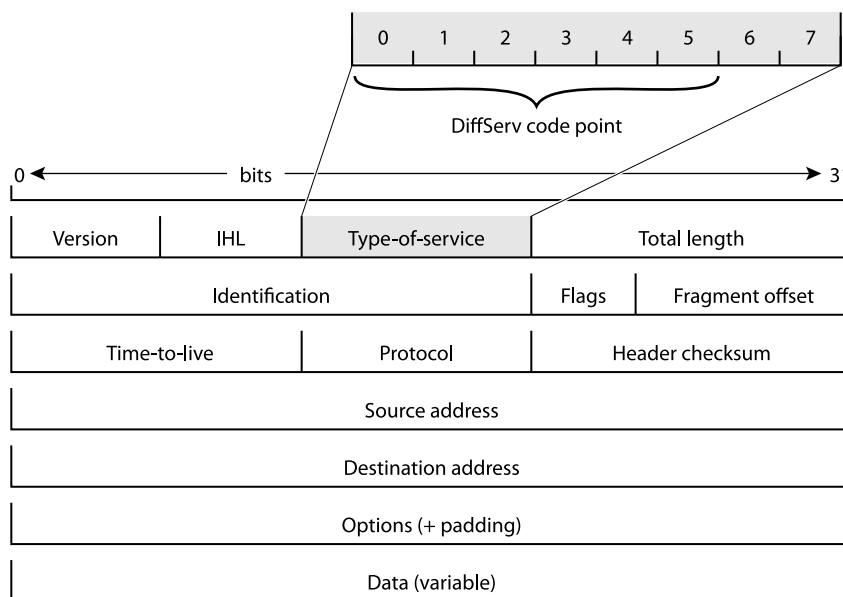 0 1 2 3 4 5 6 7
DiffServ code point
0 bits 3
Version IHL Type-of-service Total length
Identification Flags Fragment offset
Time-to-live Protocol Header checksum
Source address
Destination address
Options (+ padding)
Data (variable)